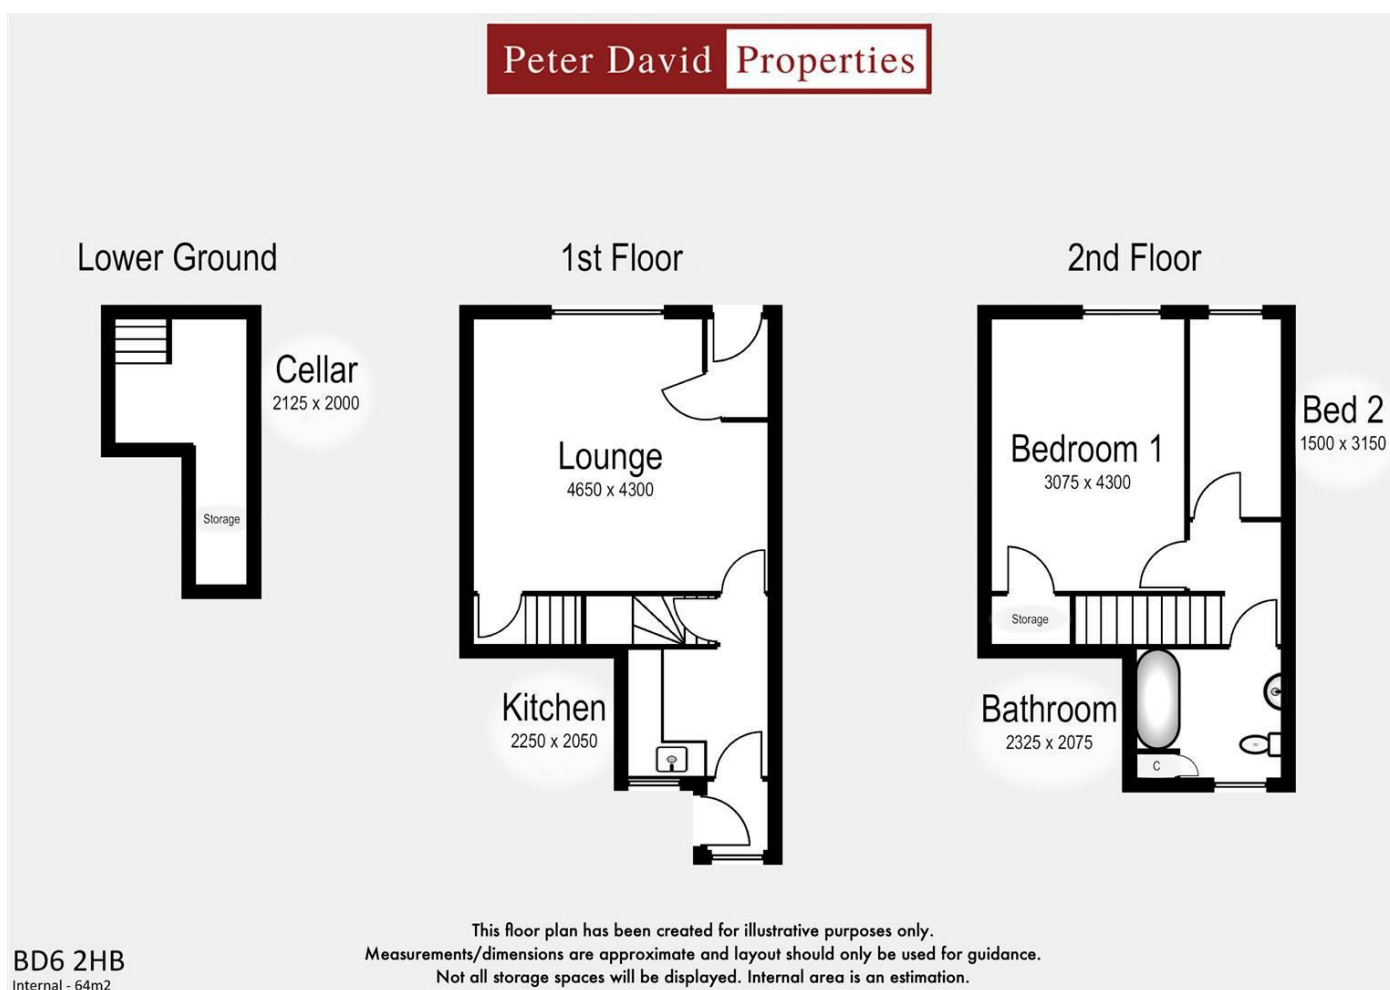 Peter David Properties
Lower Ground
1st Floor
2nd Floor
Cellar
2125 x 2000
Storage
Lounge
4650 x 4300
Kitchen
2250 x 2050
Bedroom 1
3075 x 4300
Bed 2
1500 x 3150
Storage
Bathroom
2325 x 2075
C
This floor plan has been created for illustrative purposes only.
Measurements/dimensions are approximate and layout should only be used for guidance.
Not all storage spaces will be displayed. Internal area is an estimation.
BD6 2HB
Internal - 64m2